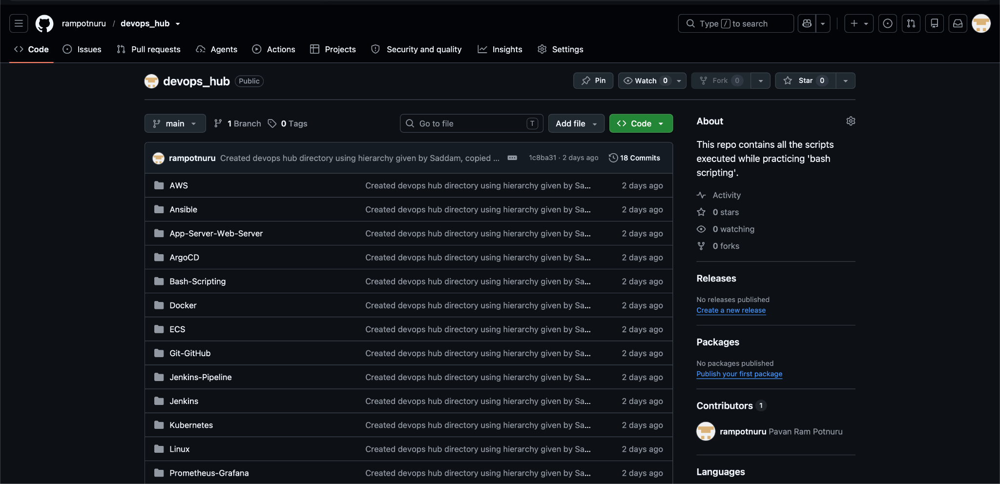 rampotnuru / devops_hub
Type / to search
Code Issues Pull requests Agents Actions Projects Security and quality Insights Settings
devops_hub Public
Pin Watch 0 Fork 0 Star 0
main 1 Branch 0 Tags Go to file T Add file Code
rampotnuru Created devops hub directory using hierarchy given by Saddam, copied ... 1c8ba31 · 2 days ago 18 Commits
AWS Created devops hub directory using hierarchy given by Sa... 2 days ago
Ansible Created devops hub directory using hierarchy given by Sa... 2 days ago
App-Server-Web-Server Created devops hub directory using hierarchy given by Sa... 2 days ago
ArgoCD Created devops hub directory using hierarchy given by Sa... 2 days ago
Bash-Scripting Created devops hub directory using hierarchy given by Sa... 2 days ago
Docker Created devops hub directory using hierarchy given by Sa... 2 days ago
ECS Created devops hub directory using hierarchy given by Sa... 2 days ago
Git-GitHub Created devops hub directory using hierarchy given by Sa... 2 days ago
Jenkins-Pipeline Created devops hub directory using hierarchy given by Sa... 2 days ago
Jenkins Created devops hub directory using hierarchy given by Sa... 2 days ago
Kubernetes Created devops hub directory using hierarchy given by Sa... 2 days ago
Linux Created devops hub directory using hierarchy given by Sa... 2 days ago
Prometheus-Grafana Created devops hub directory using hierarchy given by Sa... 2 days ago
About
This repo contains all the scripts
executed while practicing 'bash
scripting'.
Activity
0 stars
0 watching
0 forks
Releases
No releases published
Create a new release
Packages
No packages published
Publish your first package
Contributors 1
rampotnuru Pavan Ram Potnuru
Languages